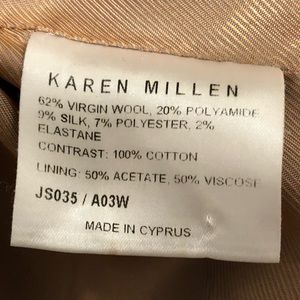 KAREN MILLEN
62% VIRGIN WOOL, 20% POLYAMIDE
9% SILK, 7% POLYESTER, 2%
ELASTANE
CONTRAST: 100% COTTON
LINING: 50% ACETATE, 50% VISCOSE
JS035 / A03W
MADE IN CYPRUS